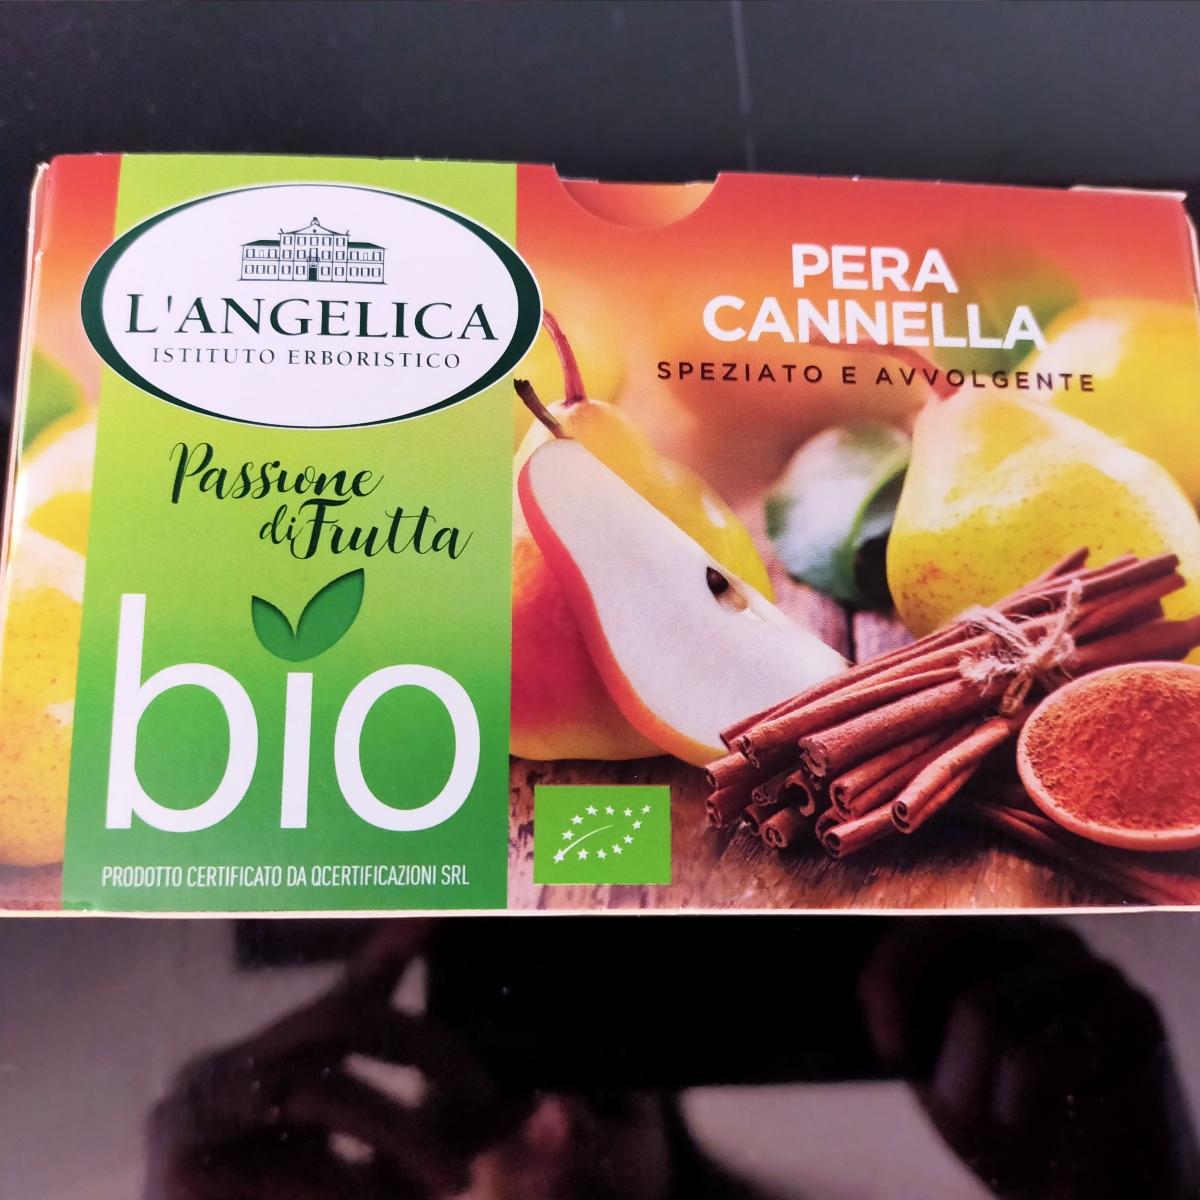 L'ANGELICA
ISTITUTO ERBORISTICO
Passione
di Frutta
bio
PRODOTTO CERTIFICATO DA QCERTIFICAZIONI SRL
PERA
CANNELLA
SPEZIATO E AVVOLGENTE